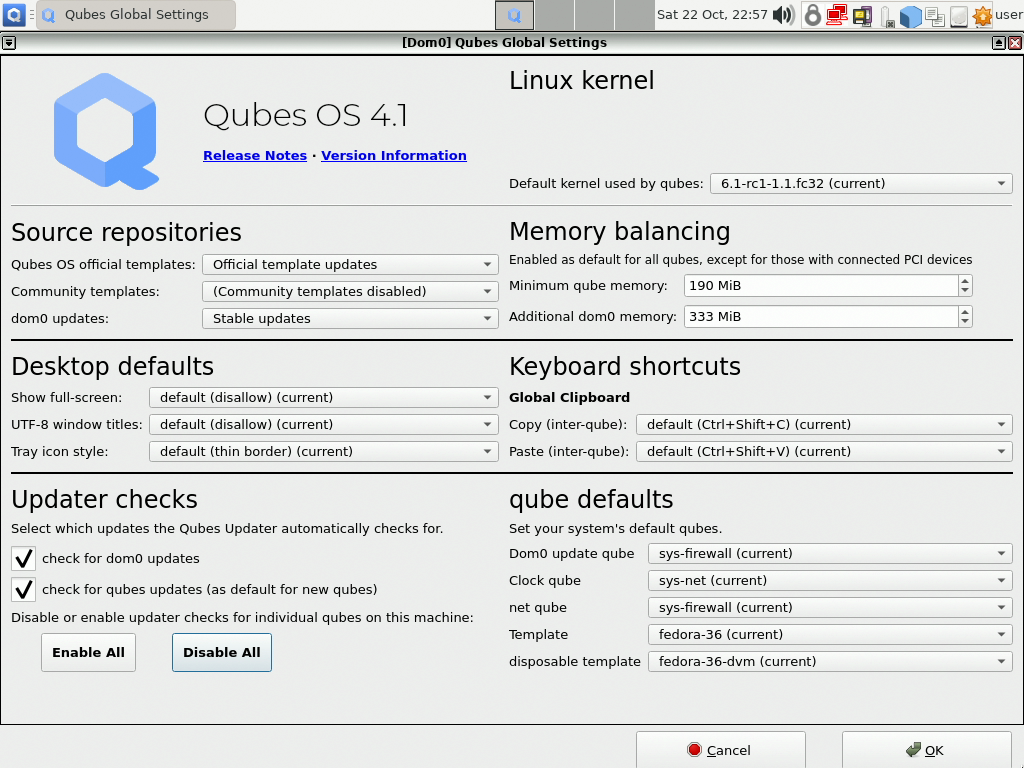 Qubes Global Settings
Sat 22 Oct, 22:57
user
[Dom0] Qubes Global Settings
Qubes OS 4.1
Release Notes · Version Information
Linux kernel
Default kernel used by qubes: 6.1-rc1-1.1.fc32 (current)
Source repositories
Qubes OS official templates: Official template updates
Community templates: (Community templates disabled)
dom0 updates: Stable updates
Memory balancing
Enabled as default for all qubes, except for those with connected PCI devices
Minimum qube memory: 190 MiB
Additional dom0 memory: 333 MiB
Desktop defaults
Show full-screen: default (disallow) (current)
UTF-8 window titles: default (disallow) (current)
Tray icon style: default (thin border) (current)
Keyboard shortcuts
Global Clipboard
Copy (inter-qube): default (Ctrl+Shift+C) (current)
Paste (inter-qube): default (Ctrl+Shift+V) (current)
Updater checks
Select which updates the Qubes Updater automatically checks for.
check for dom0 updates
check for qubes updates (as default for new qubes)
Disable or enable updater checks for individual qubes on this machine:
Enable All
Disable All
qube defaults
Set your system's default qubes.
Dom0 update qube sys-firewall (current)
Clock qube sys-net (current)
net qube sys-firewall (current)
Template fedora-36 (current)
disposable template fedora-36-dvm (current)
Cancel
OK